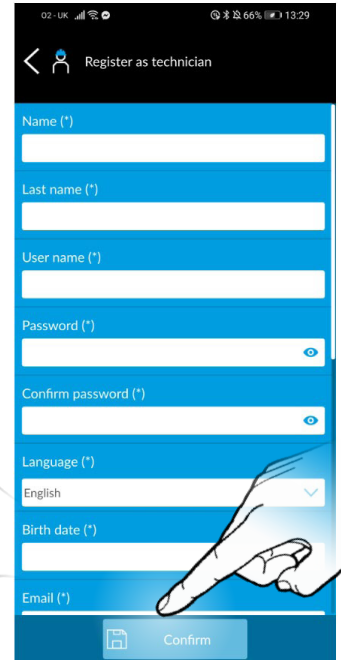 O2 - UK 66% 13:29
Register as technician
Name (*)
Last name (*)
User name (*)
Password (*)
Confirm password (*)
Language (*)
English
Birth date (*)
Email (*)
Confirm